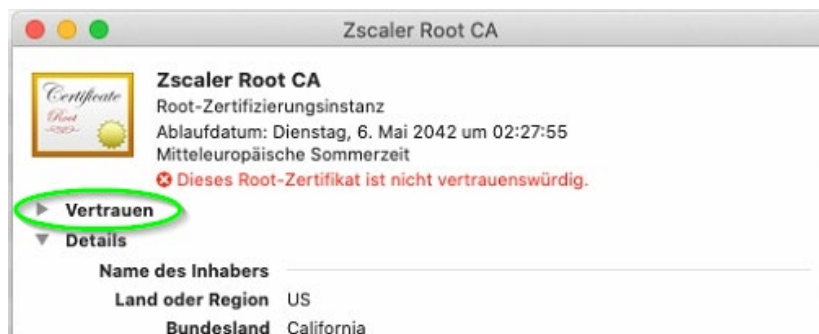 Zscaler Root CA
Certificate
Root
Zscaler Root CA
Root-Zertifizierungsinstanz
Ablaufdatum: Dienstag, 6. Mai 2042 um 02:27:55
Mitteleuropäische Sommerzeit
Dieses Root-Zertifikat ist nicht vertrauenswürdig.
Vertrauen
Details
Name des Inhabers
Land oder Region US
Bundesland California